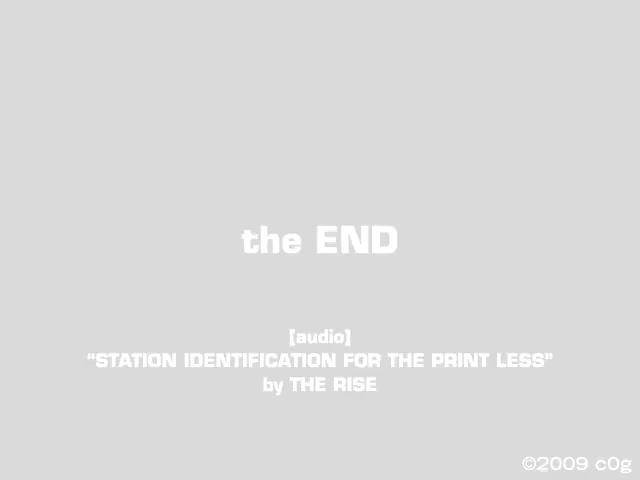 the END
【audio】
“STATION IDENTIFICATION FOR THE PRINT LESS”
by THE RISE
©2009 c0g